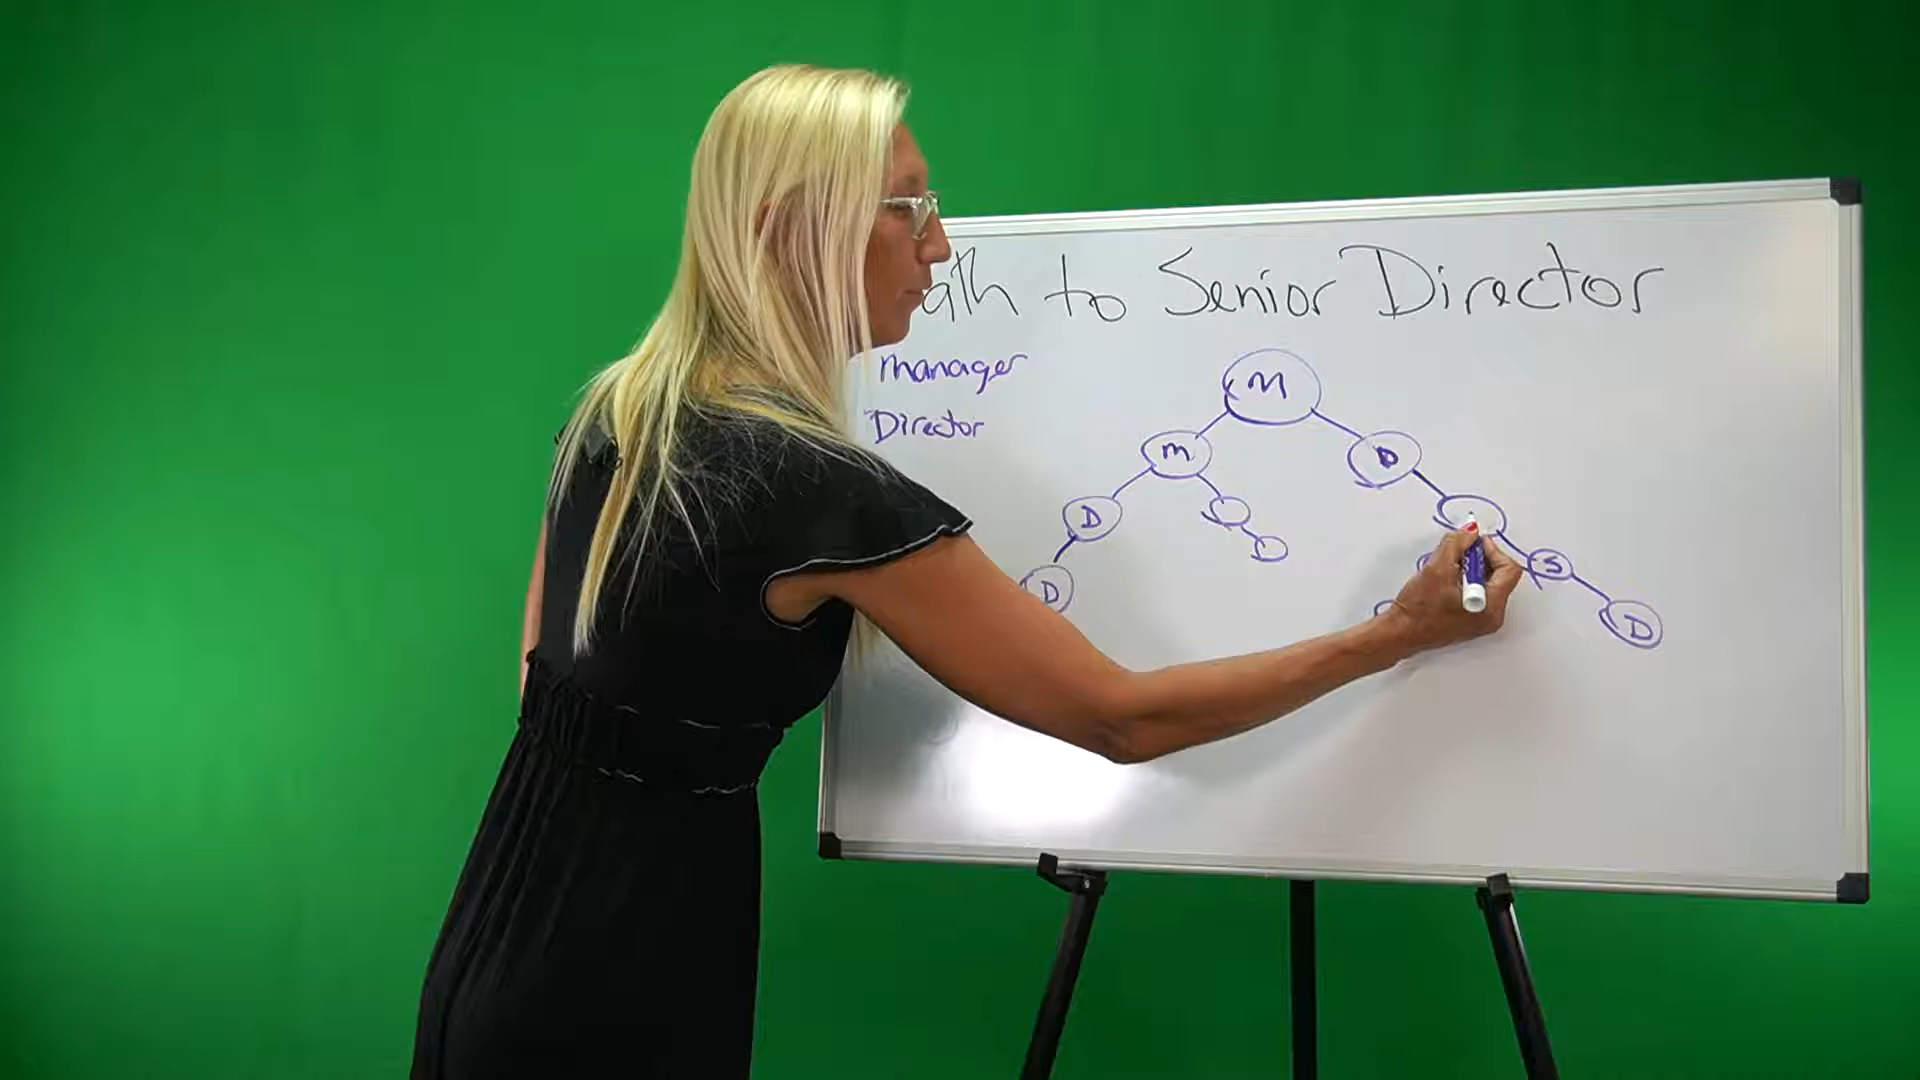 ath to Senior Director
manager
Director
M
m D
D
S
D D